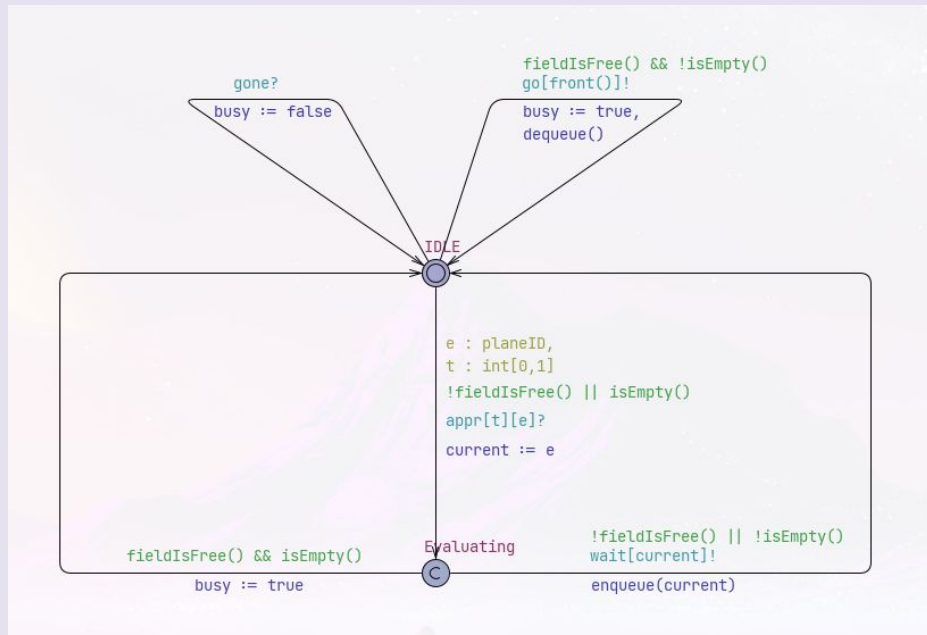 fieldIsFree() && !isEmpty()
gone?
go[front()]!
busy := false
busy := true,
dequeue()
IDLE
e : planeID,
t : int[0,1]
!fieldIsFree() || isEmpty()
appr[t][e]?
current := e
Evaluating
!fieldIsFree() || !isEmpty()
fieldIsFree() && isEmpty()
wait[current]!
C
busy := true
enqueue(current)